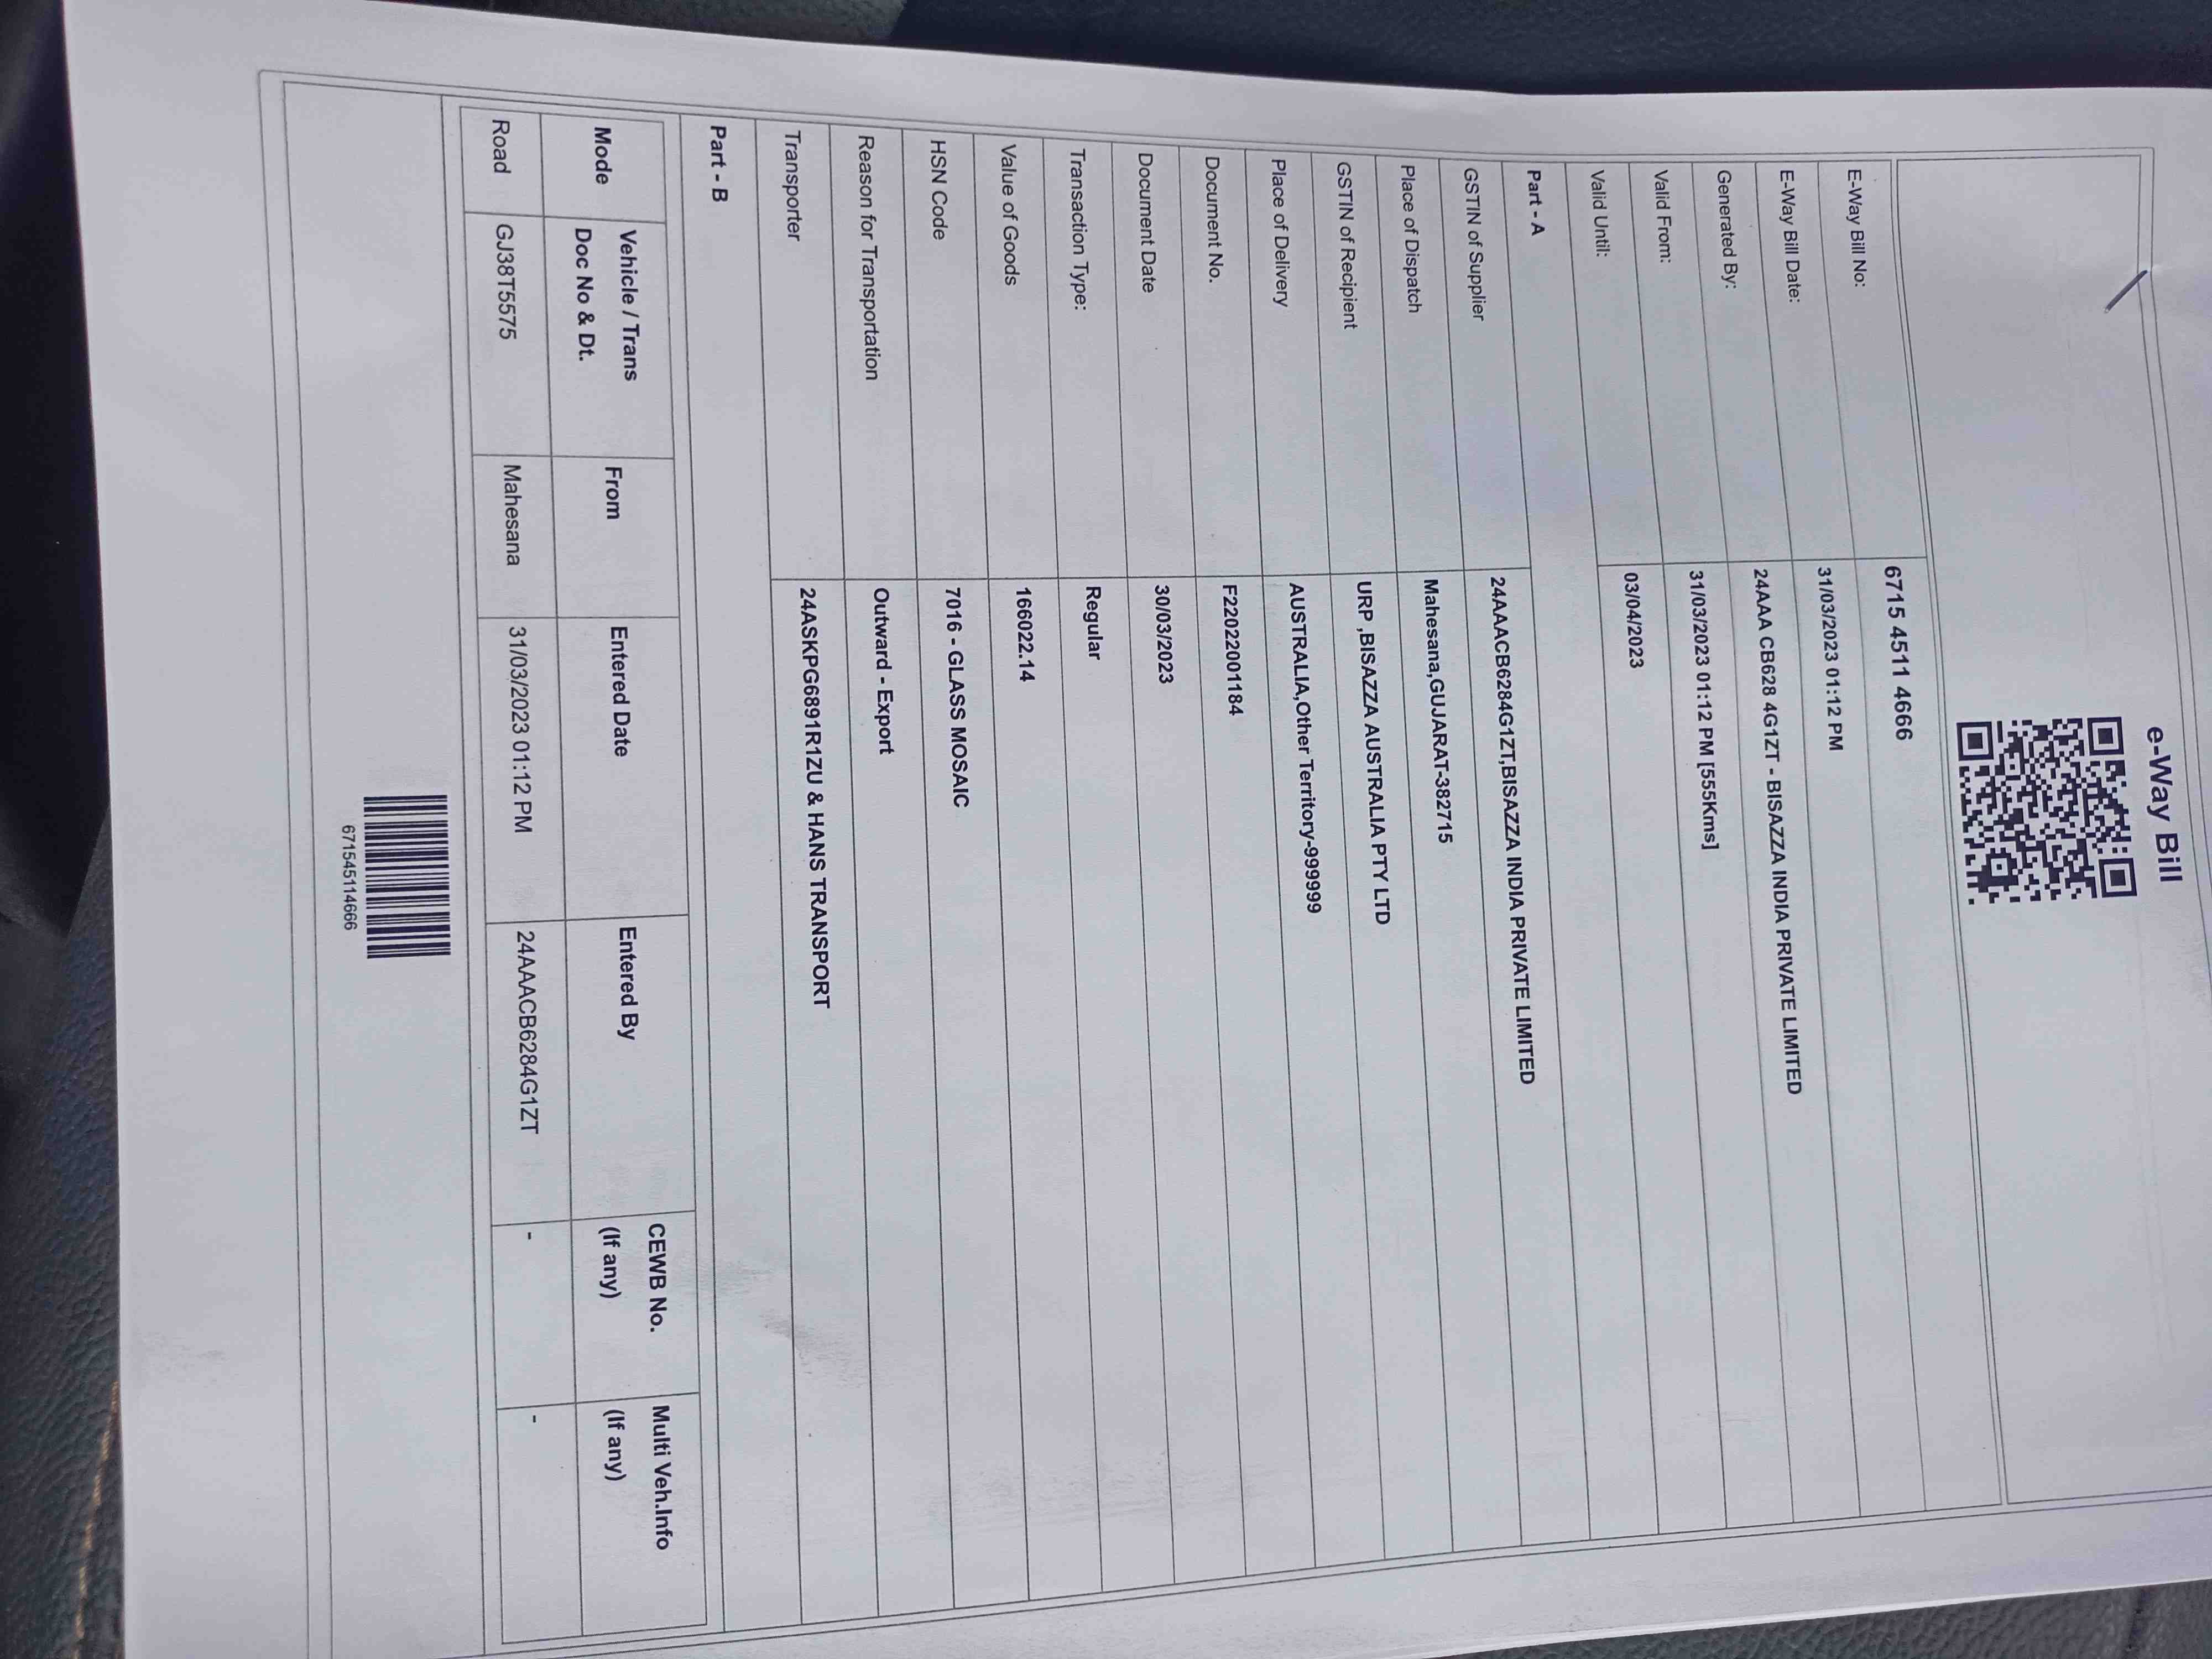 e-Way Bill
E-Way Bill No: 6715 4511 4666
E-Way Bill Date: 31/03/2023 01:12 PM
Generated By: 24AAA CB628 4G1ZT - BISAZZA INDIA PRIVATE LIMITED
Valid From: 31/03/2023 01:12 PM [555Kms]
Valid Until: 03/04/2023
Part - A
GSTIN of Supplier 24AAACB6284G1ZT,BISAZZA INDIA PRIVATE LIMITED
Place of Dispatch Mahesana,GUJARAT-382715
GSTIN of Recipient URP ,BISAZZA AUSTRALIA PTY LTD
Place of Delivery AUSTRALIA,Other Territory-999999
Document No. F22022001184
Document Date 30/03/2023
Transaction Type: Regular
Value of Goods 166022.14
HSN Code 7016 - GLASS MOSAIC
Reason for Transportation Outward - Export
Transporter 24ASKPG6891R1ZU & HANS TRANSPORT
Part - B
Mode Vehicle / Trans From Entered Date Entered By CEWB No. Multi Veh.Info
Doc No & Dt. (If any) (If any)
Road GJ38T5575 Mahesana 31/03/2023 01:12 PM 24AAACB6284G1ZT - -
671545114666